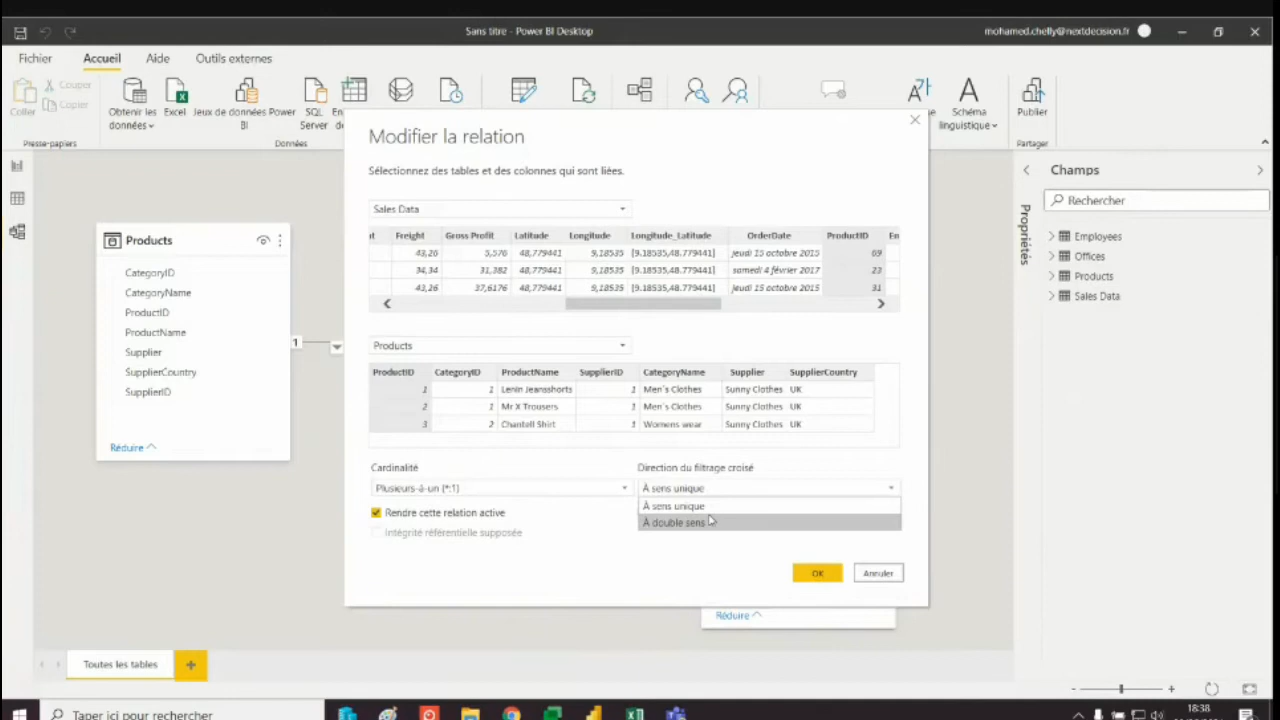 Sans titre - Power BI Desktop
mohamed.chelly@nextdecision.fr
Fichier Accueil Aide Outils externes
Coller
Couper
Copier
Presse-papiers
Obtenir les données
Excel
Jeux de données Power BI
SQL Server
Données
Schéma linguistique
Publier
Partager
Modifier la relation
Sélectionnez des tables et des colonnes qui sont liées.
Sales Data
Freight Gross Profit Latitude Longitude Longitude_Latitude OrderDate ProductID
43,26 5,576 48,779441 9,18535 [9.18535,48.779441] jeudi 15 octobre 2015 69
34,34 31,382 48,779441 9,18535 [9.18535,48.779441] samedi 4 février 2017 23
43,26 37,6176 48,779441 9,18535 [9.18535,48.779441] jeudi 15 octobre 2015 31
Products
ProductID CategoryID ProductName SupplierID CategoryName Supplier SupplierCountry
1 1 Lenin Jeansshorts 1 Men´s Clothes Sunny Clothes UK
2 1 Mr X Trousers 1 Men´s Clothes Sunny Clothes UK
3 2 Chantell Shirt 1 Womens wear Sunny Clothes UK
Cardinalité
Plusieurs-à-un (*:1)
Rendre cette relation active
Intégrité référentielle supposée
Direction du filtrage croisé
À sens unique
À sens unique
À double sens
OK Annuler
Products
CategoryID
CategoryName
ProductID
ProductName
Supplier
SupplierCountry
SupplierID
Réduire
1
Réduire
Propriétés
Champs
Rechercher
Employees
Offices
Products
Sales Data
Toutes les tables +
- +
Taper ici pour rechercher
18:38